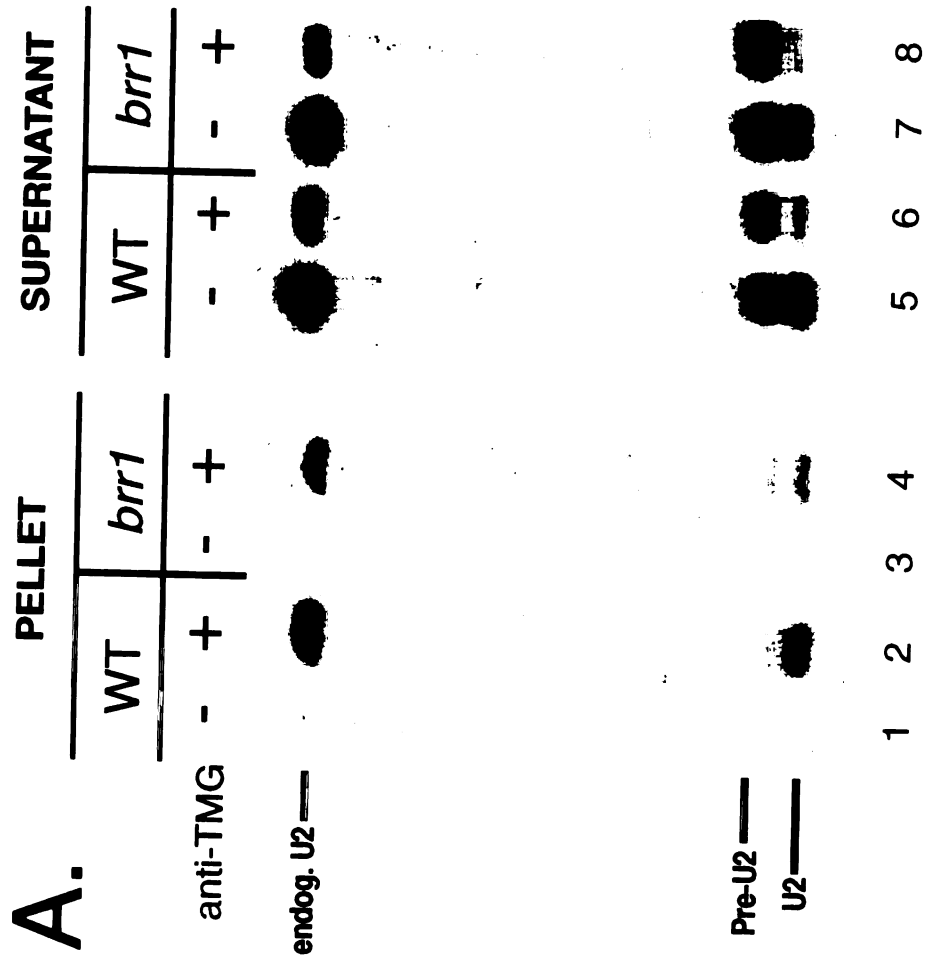 A.
PELLET SUPERNATANT
WT brr1 WT brr1
anti-TMG - + - + - + - +
endog. U2
Pre-U2
U2
1 2 3 4 5 6 7 8